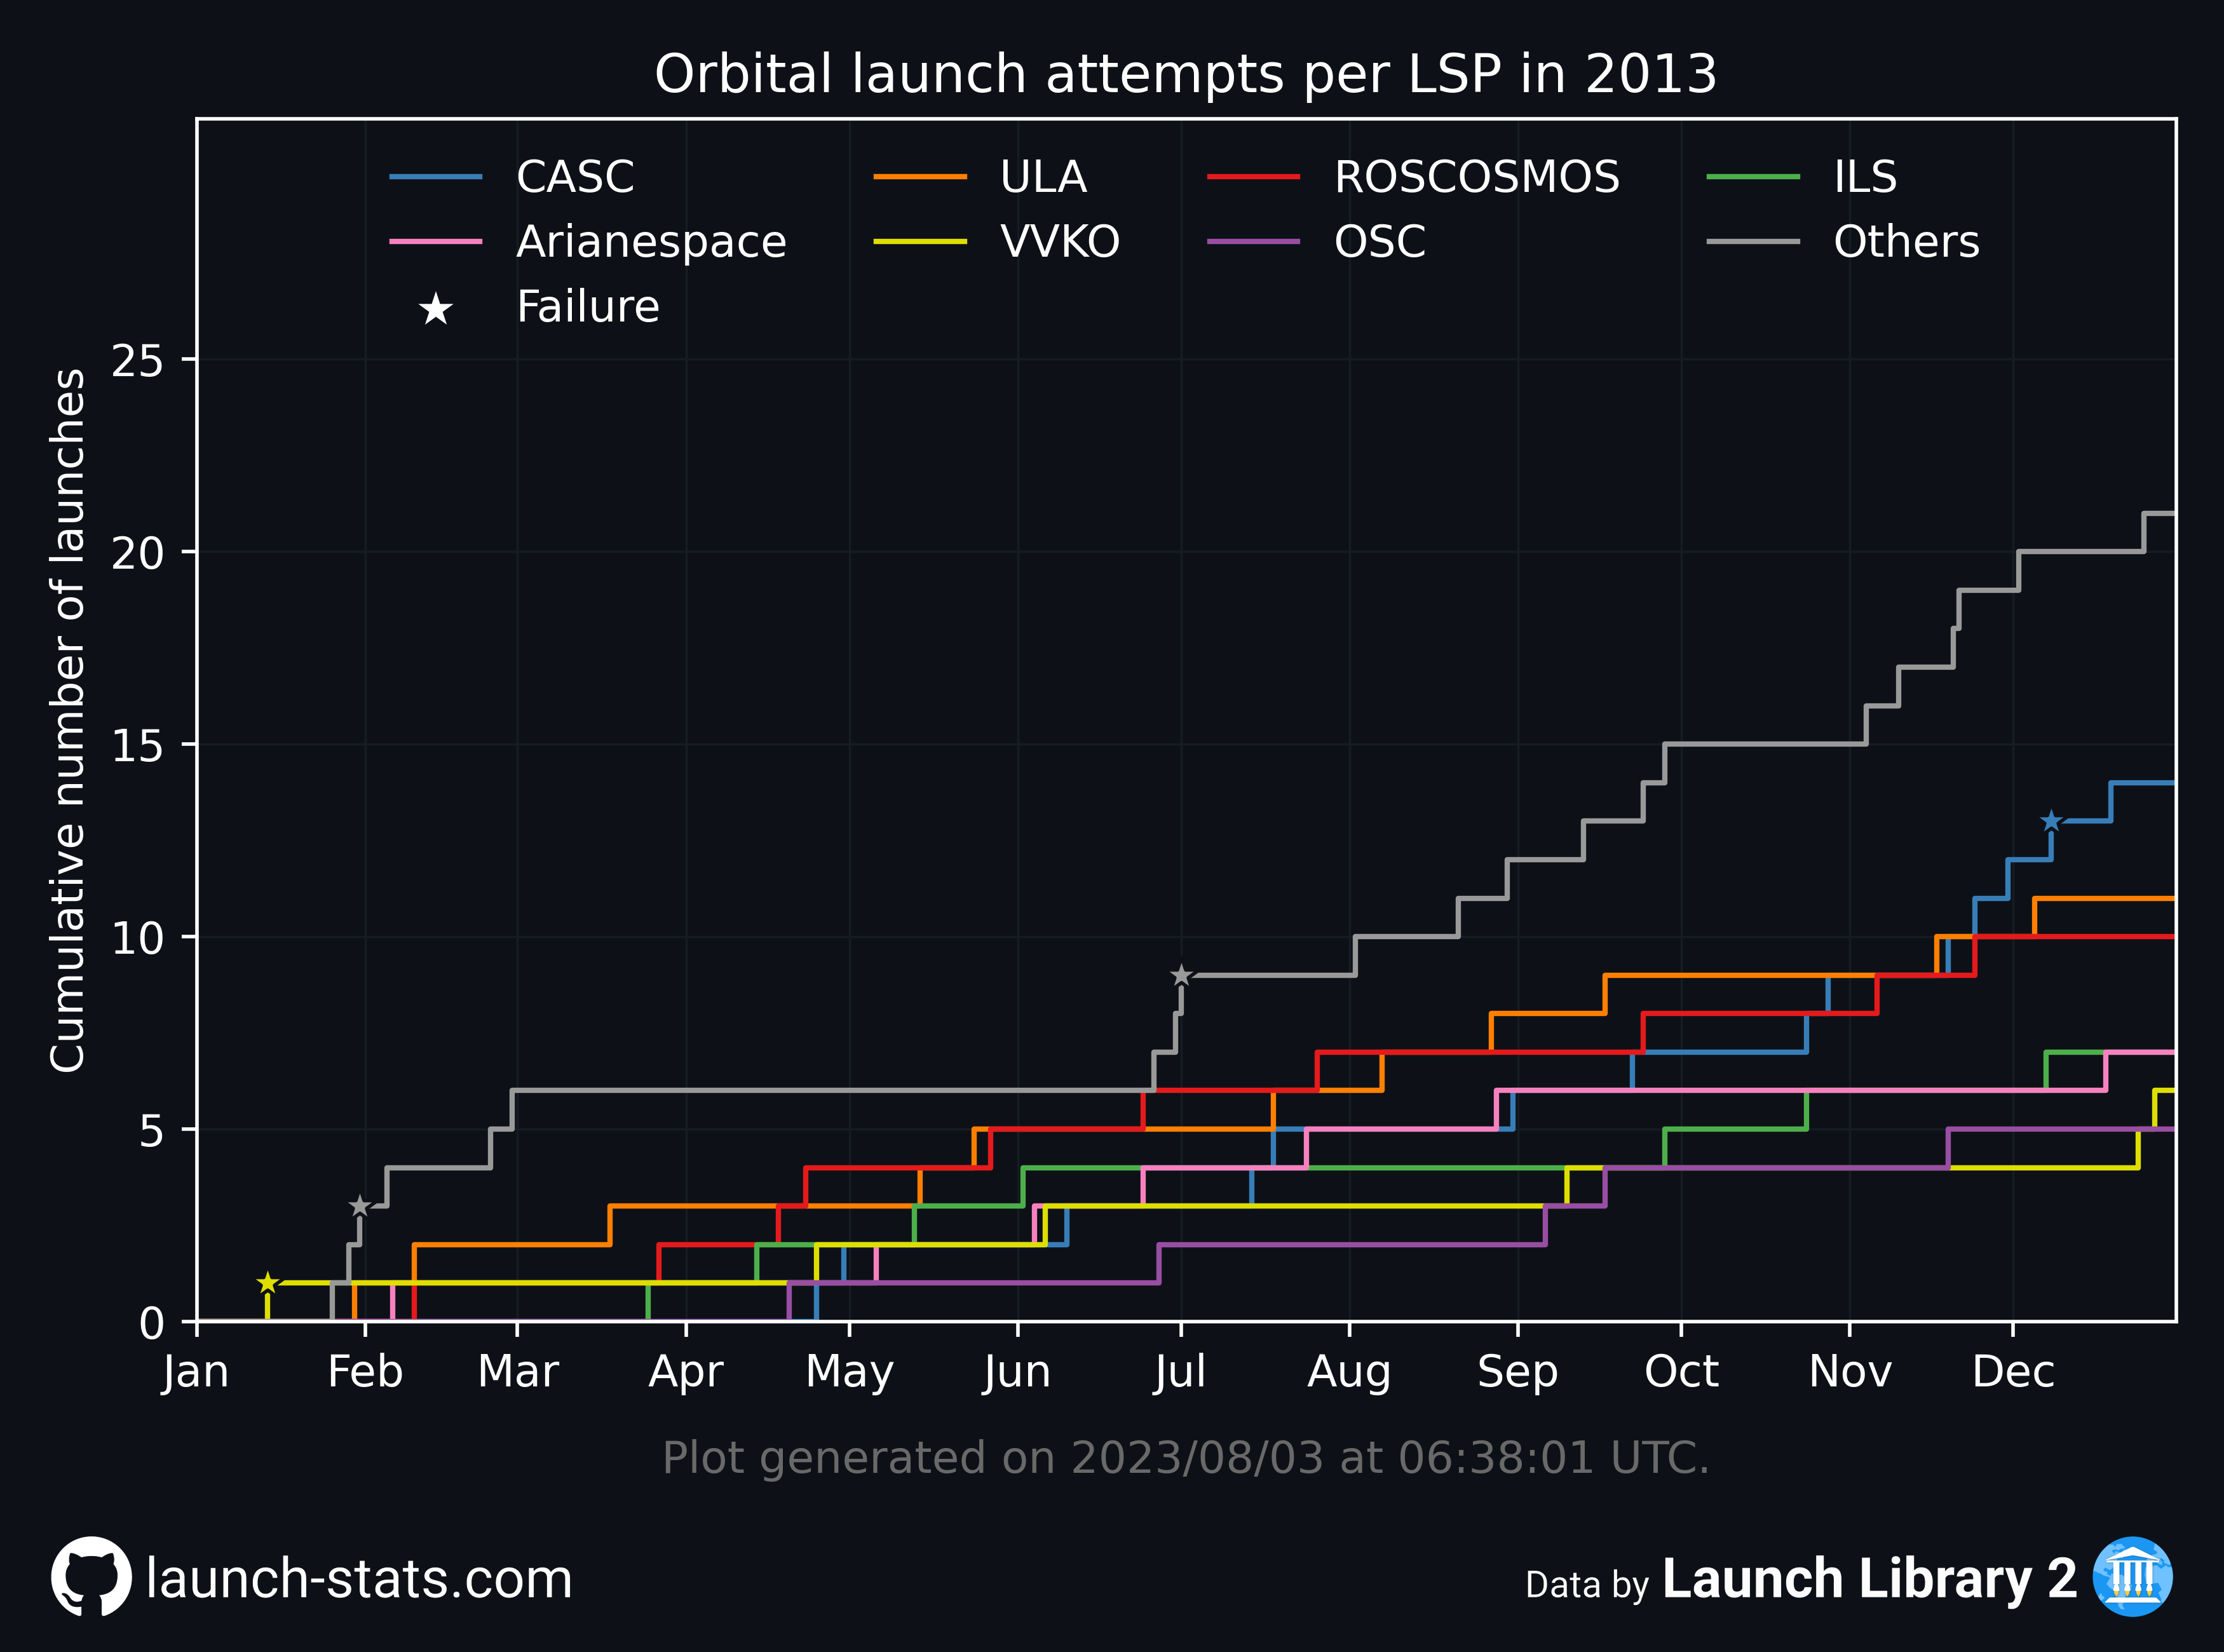 Orbital launch attempts per LSP in 2013
CASC ULA ROSCOSMOS ILS
Arianespace VVKO OSC Others
Failure
Cumulative number of launches
25
20
15
10
5
0
Jan Feb Mar Apr May Jun Jul Aug Sep Oct Nov Dec
Plot generated on 2023/08/03 at 06:38:01 UTC.
launch-stats.com
Data by Launch Library 2